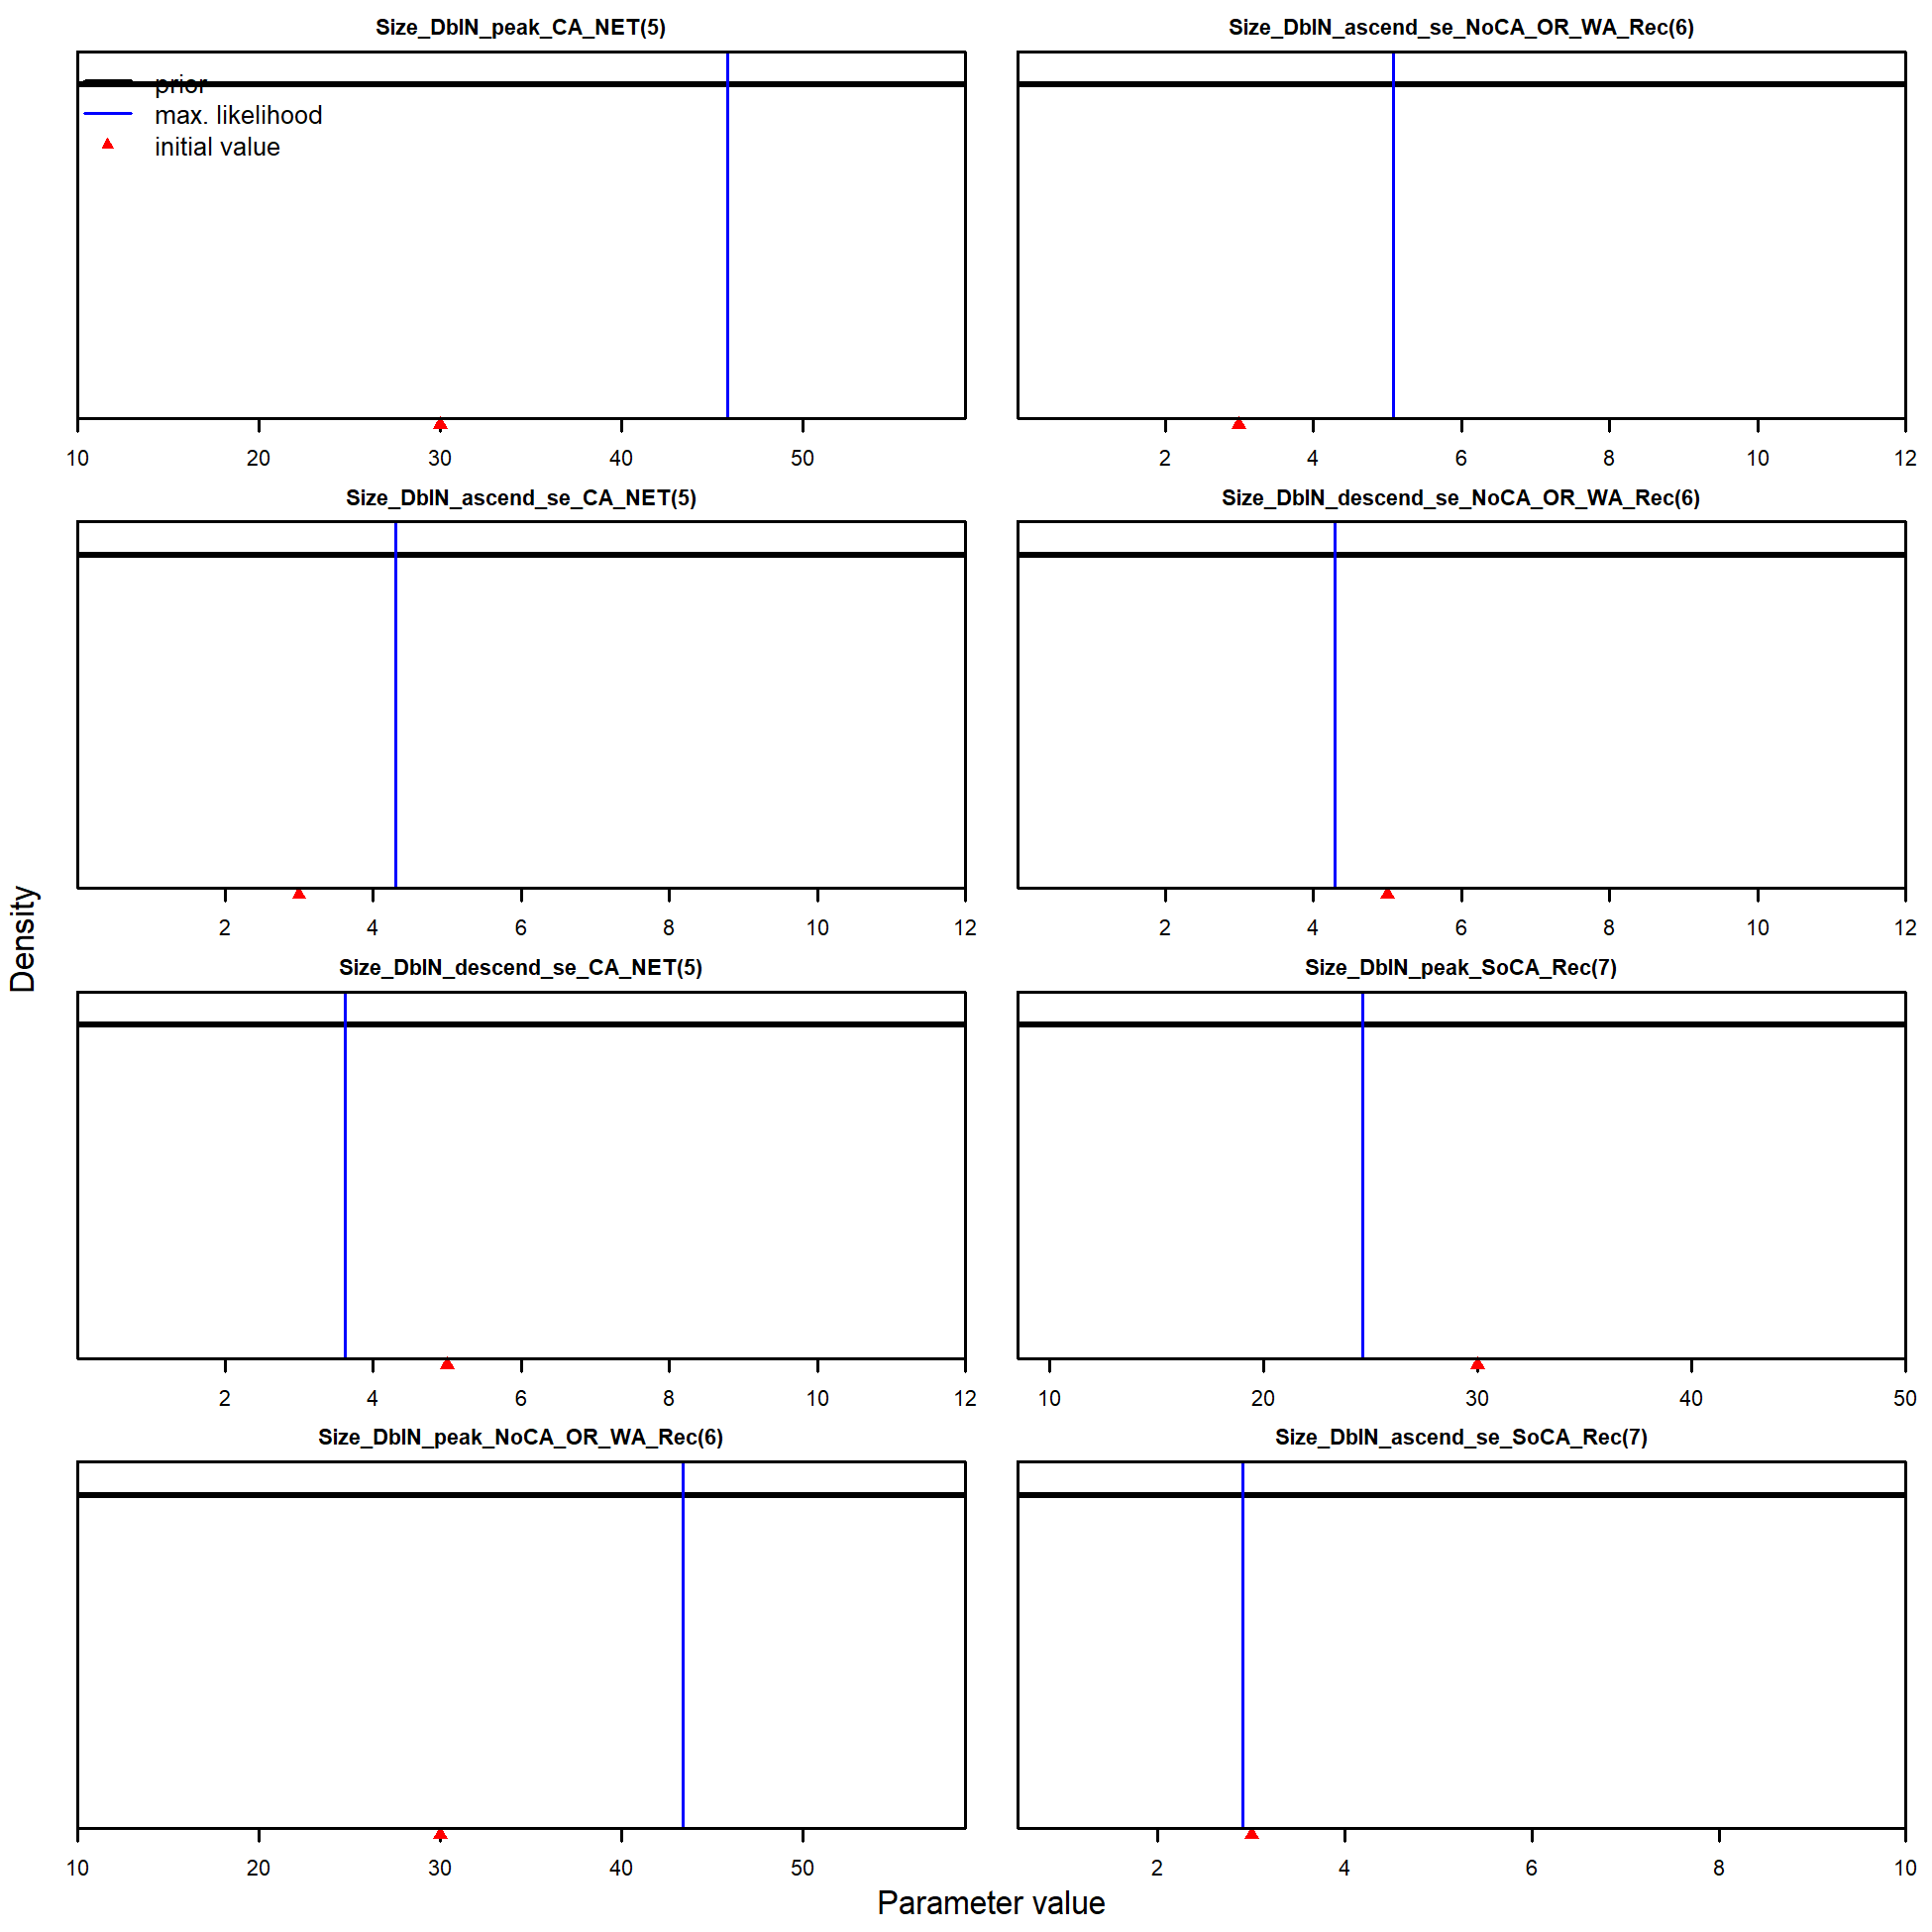 Size_DblN_peak_CA_NET(5)
prior
max. likelihood
initial value
10 20 30 40 50
Size_DblN_ascend_se_NoCA_OR_WA_Rec(6)
2 4 6 8 10 12
Size_DblN_ascend_se_CA_NET(5)
2 4 6 8 10 12
Size_DblN_descend_se_NoCA_OR_WA_Rec(6)
2 4 6 8 10 12
Size_DblN_descend_se_CA_NET(5)
2 4 6 8 10 12
Size_DblN_peak_SoCA_Rec(7)
10 20 30 40 50
Size_DblN_peak_NoCA_OR_WA_Rec(6)
10 20 30 40 50
Size_DblN_ascend_se_SoCA_Rec(7)
2 4 6 8 10
Density
Parameter value